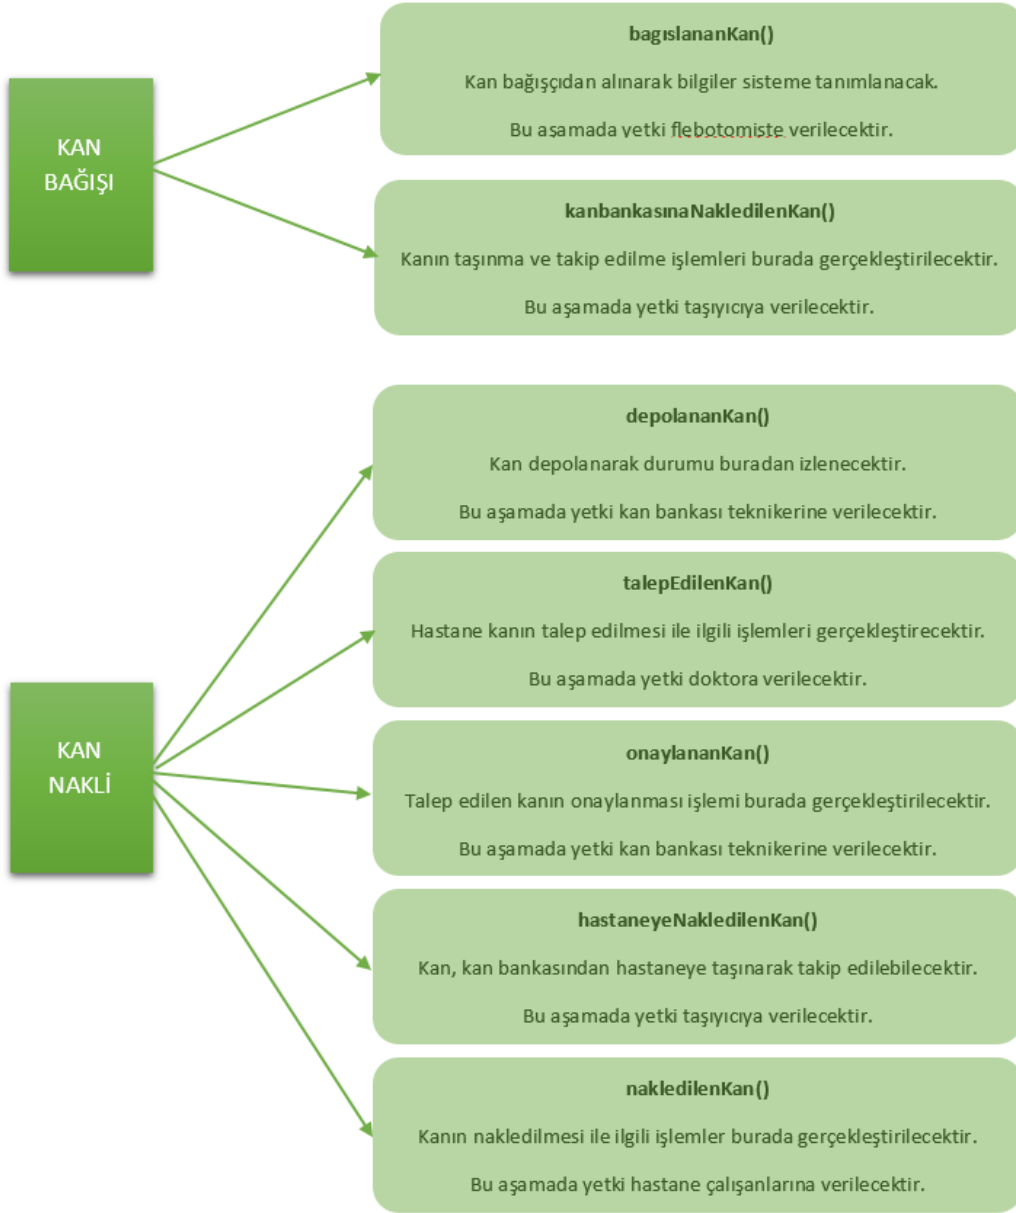 KAN
BAĞIŞI
bagıslananKan()
Kan bağışçıdan alınarak bilgiler sisteme tanımlanacak.
Bu aşamada yetki flebotomiste verilecektir.
kanbankasınaNakledilenKan()
Kanın taşınma ve takip edilme işlemleri burada gerçekleştirilecektir.
Bu aşamada yetki taşıyıcıya verilecektir.
KAN
NAKLİ
depolananKan()
Kan depolanarak durumu buradan izlenecektir.
Bu aşamada yetki kan bankası teknikerine verilecektir.
talepEdilenKan()
Hastane kanın talep edilmesi ile ilgili işlemleri gerçekleştirecektir.
Bu aşamada yetki doktora verilecektir.
onaylananKan()
Talep edilen kanın onaylanması işlemi burada gerçekleştirilecektir.
Bu aşamada yetki kan bankası teknikerine verilecektir.
hastaneyeNakledilenKan()
Kan, kan bankasından hastaneye taşınarak takip edilebilecektir.
Bu aşamada yetki taşıyıcıya verilecektir.
nakledilenKan()
Kanın nakledilmesi ile ilgili işlemler burada gerçekleştirilecektir.
Bu aşamada yetki hastane çalışanlarına verilecektir.